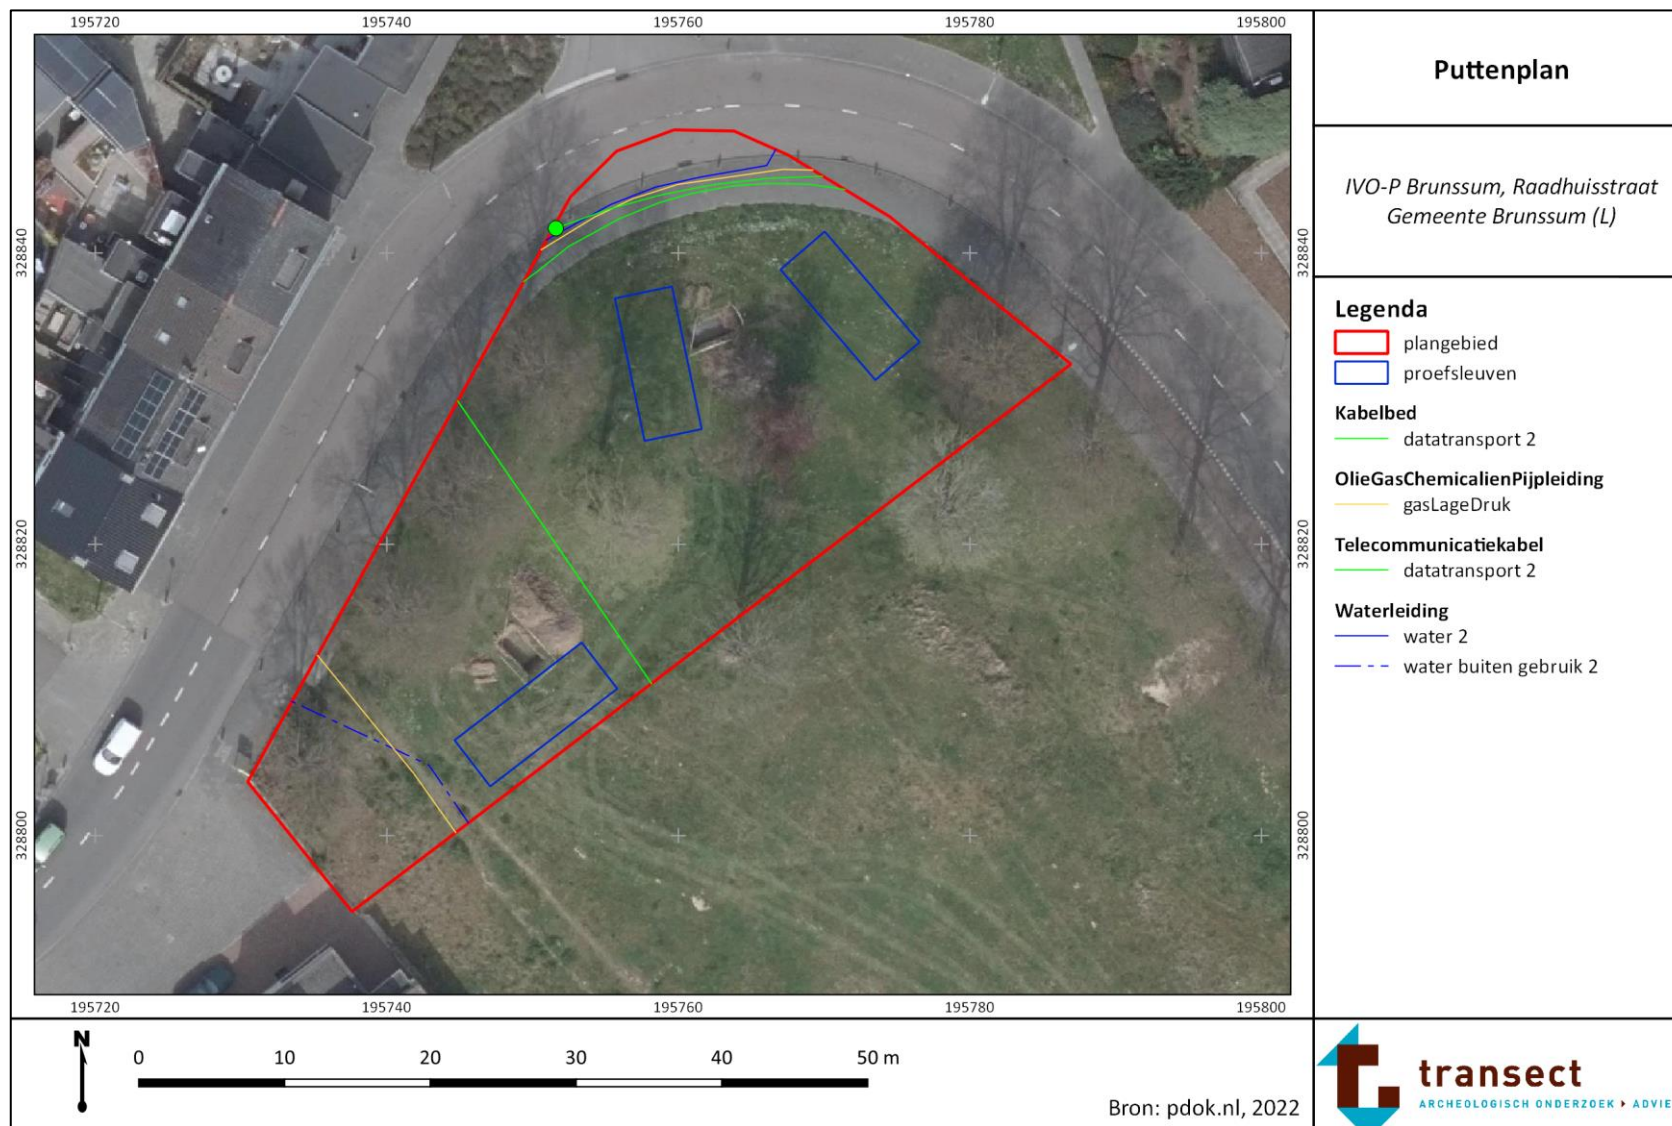 195720 195740 195760 195780 195800
328840 328840
328820 328820
328800 328800
195720 195740 195760 195780 195800
N
0 10 20 30 40 50 m
Bron: pdok.nl, 2022
Puttenplan
IVO-P Brunssum, Raadhuisstraat
Gemeente Brunssum (L)
Legenda
plangebied
proefsleuven
Kabelbed
datatransport 2
OlieGasChemicalienPijpleiding
gasLageDruk
Telecommunicatiekabel
datatransport 2
Waterleiding
water 2
water buiten gebruik 2
transect
ARCHEOLOGISCH ONDERZOEK ▸ ADVIE